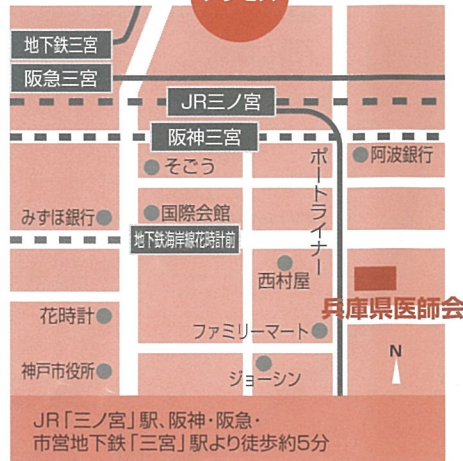 地下鉄三宮
阪急三宮
JR三ノ宮
阪神三宮
そごう
ポートライナー
阿波銀行
みずほ銀行
国際会館
地下鉄海岸線花時計前
西村屋
兵庫県医師会
花時計
ファミリーマート
N
神戸市役所
ジョーシン
JR「三ノ宮」駅、阪神・阪急・
市営地下鉄「三宮」駅より徒歩約5分